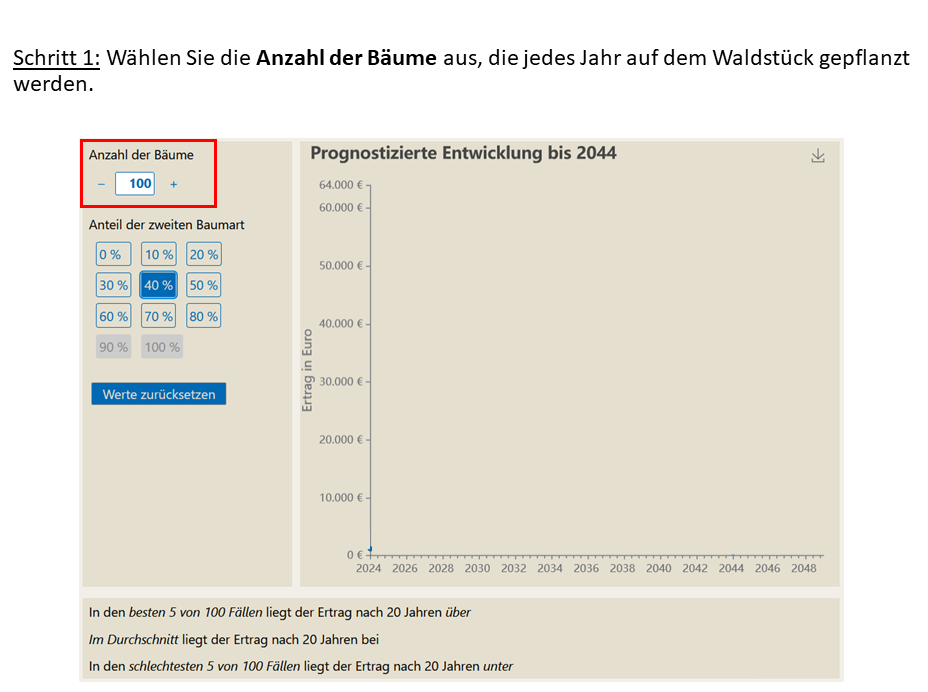 Schritt 1: Wählen Sie die Anzahl der Bäume aus, die jedes Jahr auf dem Waldstück gepflanzt
werden.
Anzahl der Bäume
− 100 +
Anteil der zweiten Baumart
0 % 10 % 20 %
30 % 40 % 50 %
60 % 70 % 80 %
90 % 100 %
Werte zurücksetzen
Prognostizierte Entwicklung bis 2044
Ertrag in Euro
64.000 €
60.000 €
50.000 €
40.000 €
30.000 €
20.000 €
10.000 €
0 €
2024 2026 2028 2030 2032 2034 2036 2038 2040 2042 2044 2046 2048
In den besten 5 von 100 Fällen liegt der Ertrag nach 20 Jahren über
Im Durchschnitt liegt der Ertrag nach 20 Jahren bei
In den schlechtesten 5 von 100 Fällen liegt der Ertrag nach 20 Jahren unter